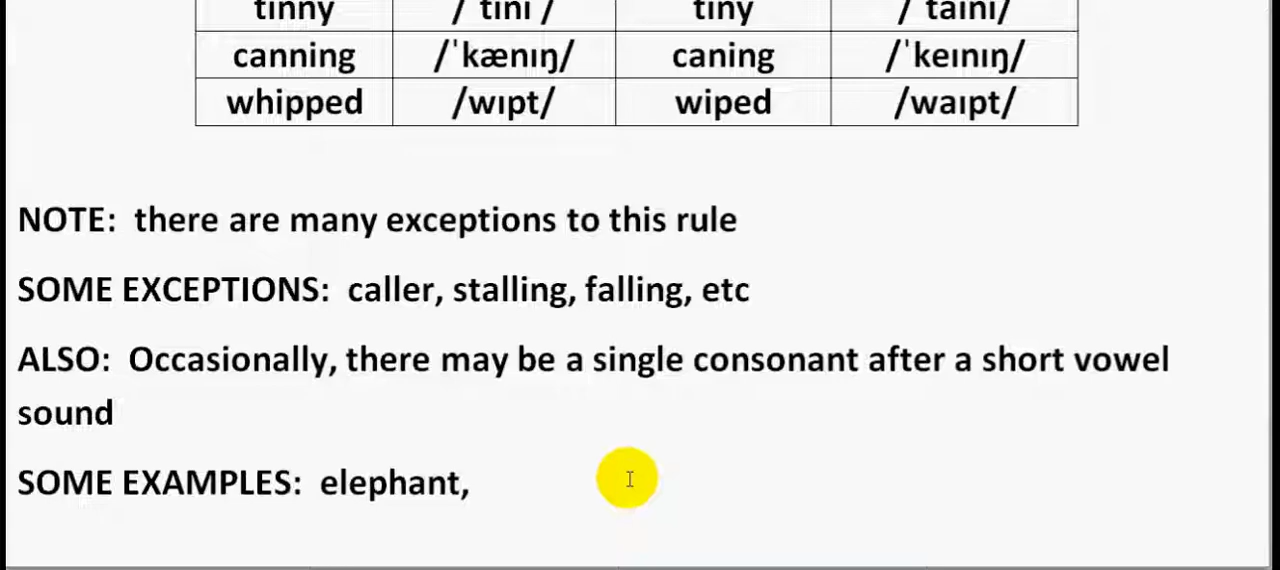 tinny /ˈtɪnɪ / tiny /ˈtaɪnɪ/
canning /ˈkænɪŋ/ caning /ˈkeɪnɪŋ/
whipped /wɪpt/ wiped /waɪpt/
NOTE: there are many exceptions to this rule
SOME EXCEPTIONS: caller, stalling, falling, etc
ALSO: Occasionally, there may be a single consonant after a short vowel
sound
SOME EXAMPLES: elephant,